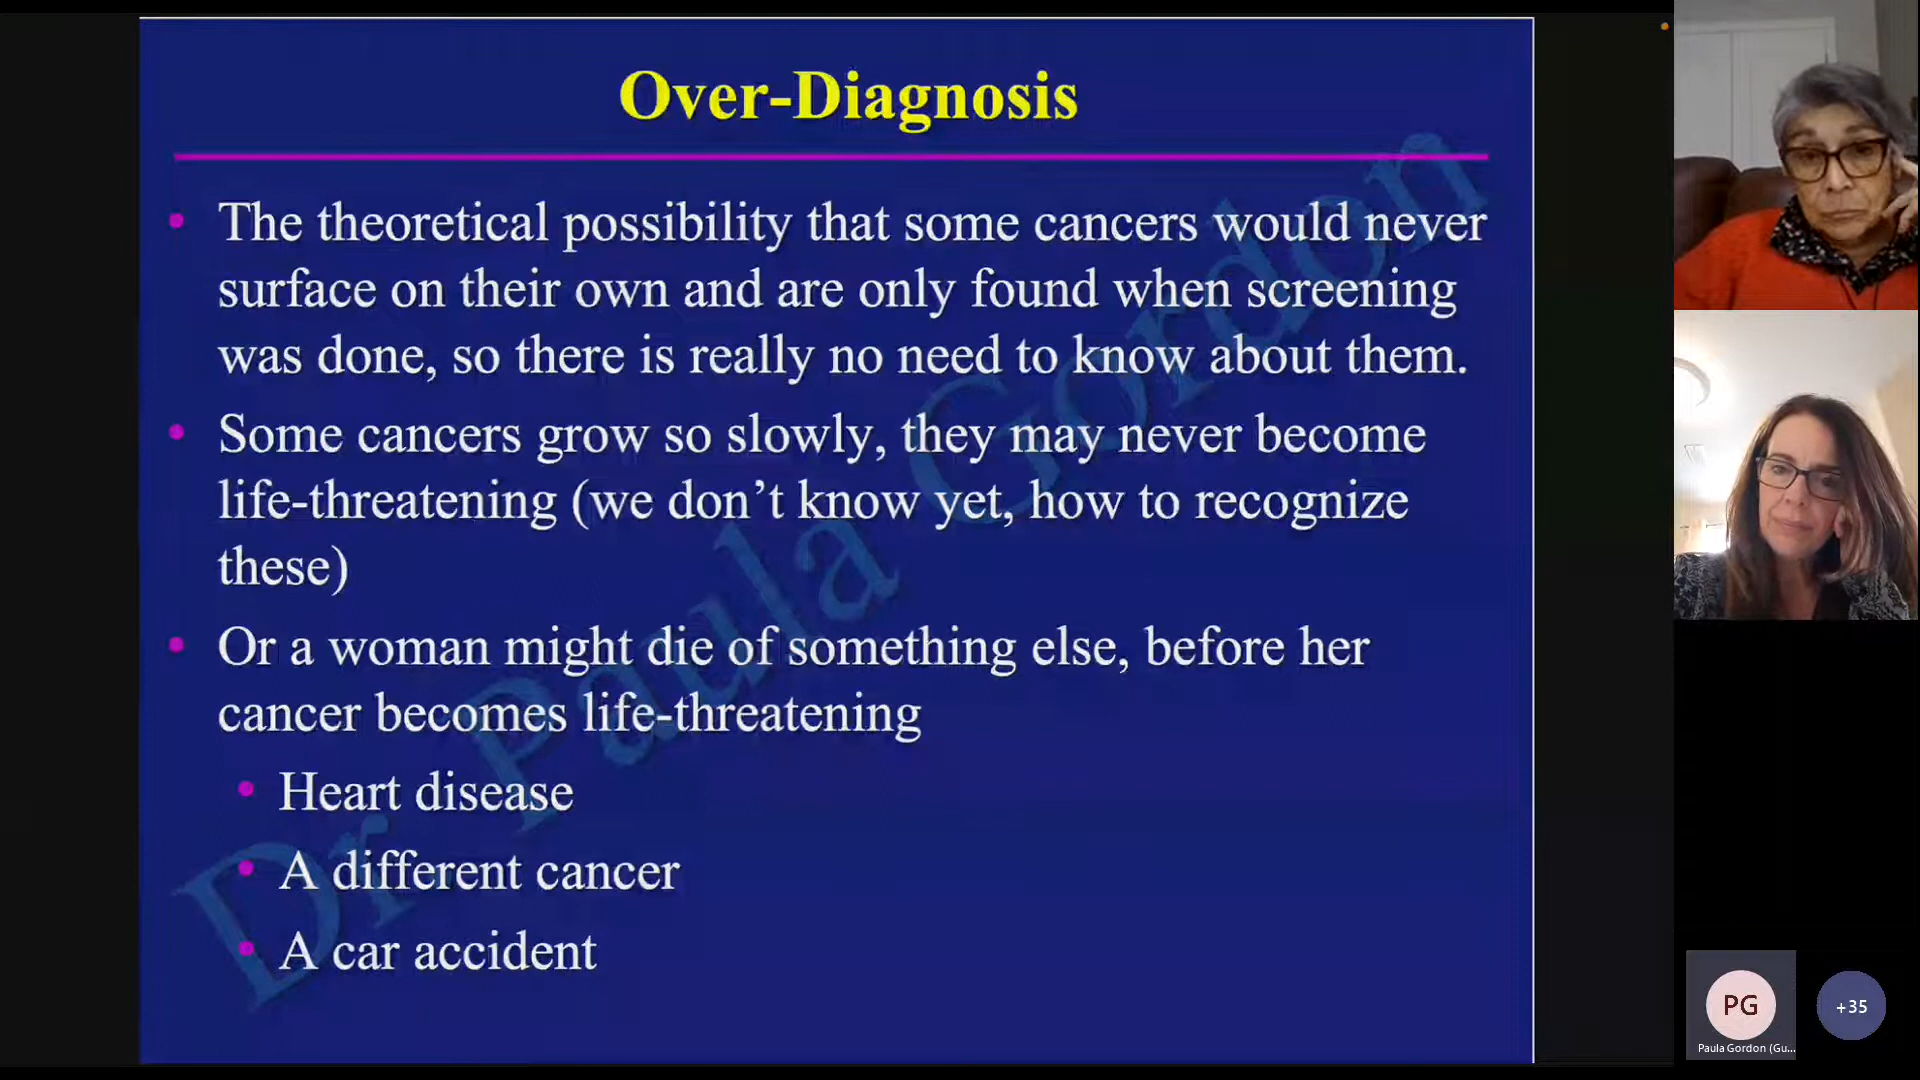 Over-Diagnosis
• The theoretical possibility that some cancers would never
surface on their own and are only found when screening
was done, so there is really no need to know about them.
• Some cancers grow so slowly, they may never become
life-threatening (we don’t know yet, how to recognize
these)
• Or a woman might die of something else, before her
cancer becomes life-threatening
• Heart disease
• A different cancer
• A car accident
Dr. Paula Gordon
PG
Paula Gordon (Gu...
+35